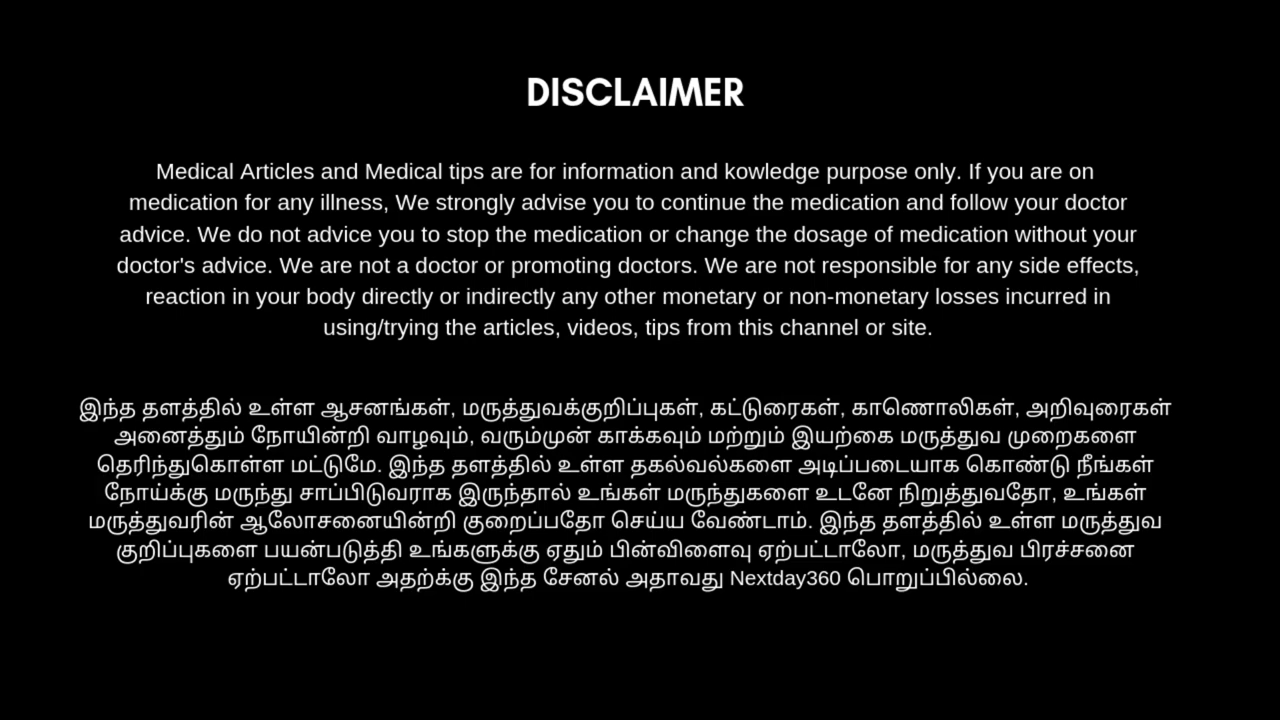 DISCLAIMER
Medical Articles and Medical tips are for information and kowledge purpose only. If you are on
medication for any illness, We strongly advise you to continue the medication and follow your doctor
advice. We do not advice you to stop the medication or change the dosage of medication without your
doctor's advice. We are not a doctor or promoting doctors. We are not responsible for any side effects,
reaction in your body directly or indirectly any other monetary or non-monetary losses incurred in
using/trying the articles, videos, tips from this channel or site.
இந்த தளத்தில் உள்ள ஆசனங்கள், மருத்துவக்குறிப்புகள், கட்டுரைகள், காணொலிகள், அறிவுரைகள்
அனைத்தும் நோயின்றி வாழவும், வரும்முன் காக்கவும் மற்றும் இயற்கை மருத்துவ முறைகளை
தெரிந்துகொள்ள மட்டுமே. இந்த தளத்தில் உள்ள தகல்வல்களை அடிப்படையாக கொண்டு நீங்கள்
நோய்க்கு மருந்து சாப்பிடுவராக இருந்தால் உங்கள் மருந்துகளை உடனே நிறுத்துவதோ, உங்கள்
மருத்துவரின் ஆலோசனையின்றி குறைப்பதோ செய்ய வேண்டாம். இந்த தளத்தில் உள்ள மருத்துவ
குறிப்புகளை பயன்படுத்தி உங்களுக்கு ஏதும் பின்விளைவு ஏற்பட்டாலோ, மருத்துவ பிரச்சனை
ஏற்பட்டாலோ அதற்க்கு இந்த சேனல் அதாவது Nextday360 பொறுப்பில்லை.